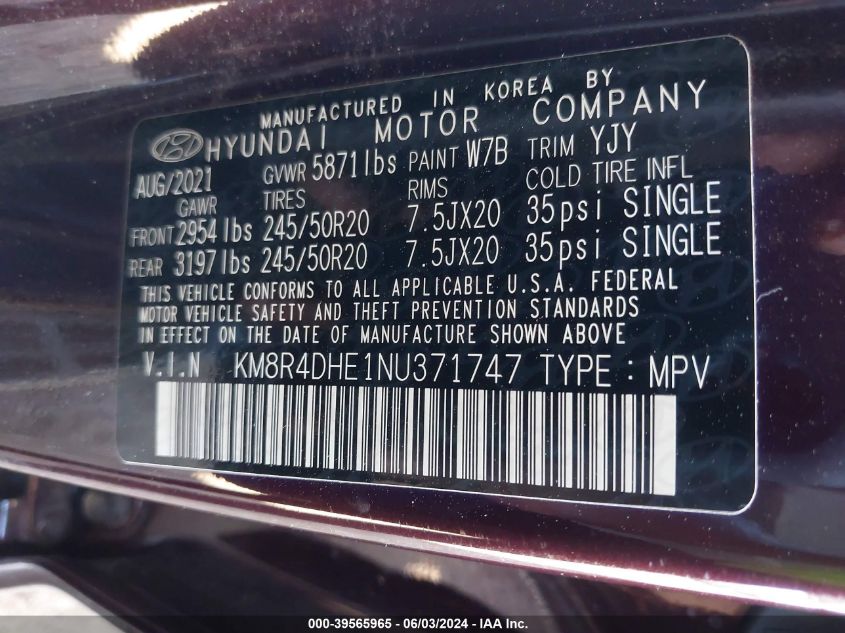 MANUFACTURED IN KOREA BY
HYUNDAI MOTOR COMPANY
AUG/2021 GVWR 5871lbs PAINT W7B TRIM YJY
GAWR TIRES RIMS COLD TIRE INFL
FRONT 2954 lbs 245/50R20 7.5JX20 35psi SINGLE
REAR 3197 lbs 245/50R20 7.5JX20 35psi SINGLE
THIS VEHICLE CONFORMS TO ALL APPLICABLE U.S.A. FEDERAL
MOTOR VEHICLE SAFETY AND THEFT PREVENTION STANDARDS
IN EFFECT ON THE DATE OF MANUFACTURE SHOWN ABOVE
V.I.N KM8R4DHE1NU371747 TYPE : MPV
000-39565965 - 06/03/2024 - IAA Inc.